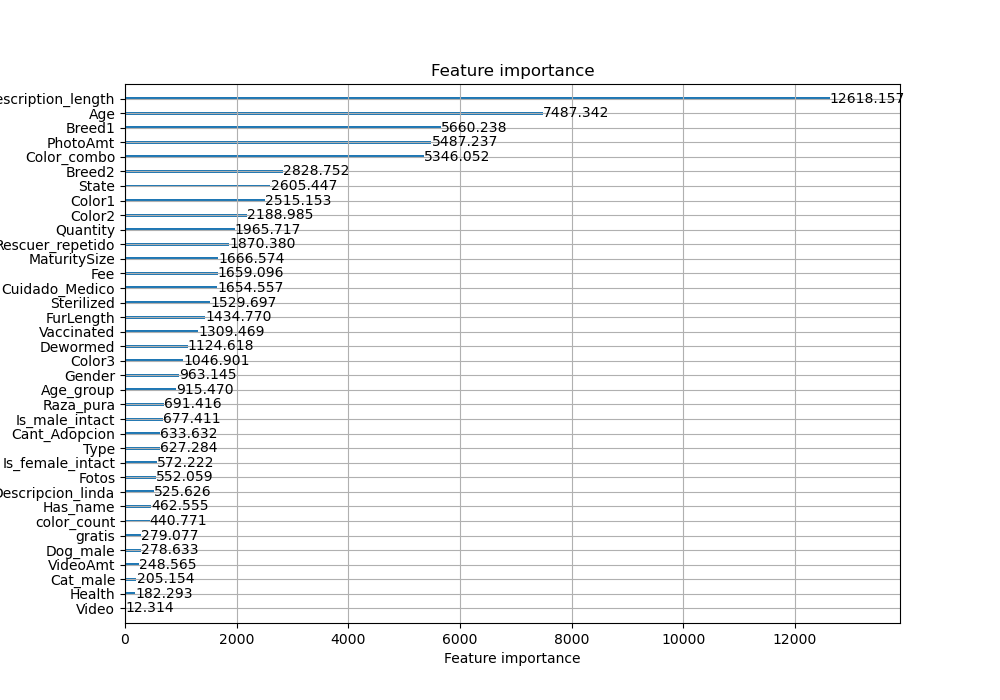 Feature importance
escription_length 12618.157
Age 7487.342
Breed1 5660.238
PhotoAmt 5487.237
Color_combo 5346.052
Breed2 2828.752
State 2605.447
Color1 2515.153
Color2 2188.985
Quantity 1965.717
Rescuer_repetido 1870.380
MaturitySize 1666.574
Fee 1659.096
Cuidado_Medico 1654.557
Sterilized 1529.697
FurLength 1434.770
Vaccinated 1309.469
Dewormed 1124.618
Color3 1046.901
Gender 963.145
Age_group 915.470
Raza_pura 691.416
Is_male_intact 677.411
Cant_Adopcion 633.632
Type 627.284
Is_female_intact 572.222
Fotos 552.059
Descripcion_linda 525.626
Has_name 462.555
color_count 440.771
gratis 279.077
Dog_male 278.633
VideoAmt 248.565
Cat_male 205.154
Health 182.293
Video 12.314
0 2000 4000 6000 8000 10000 12000
Feature importance